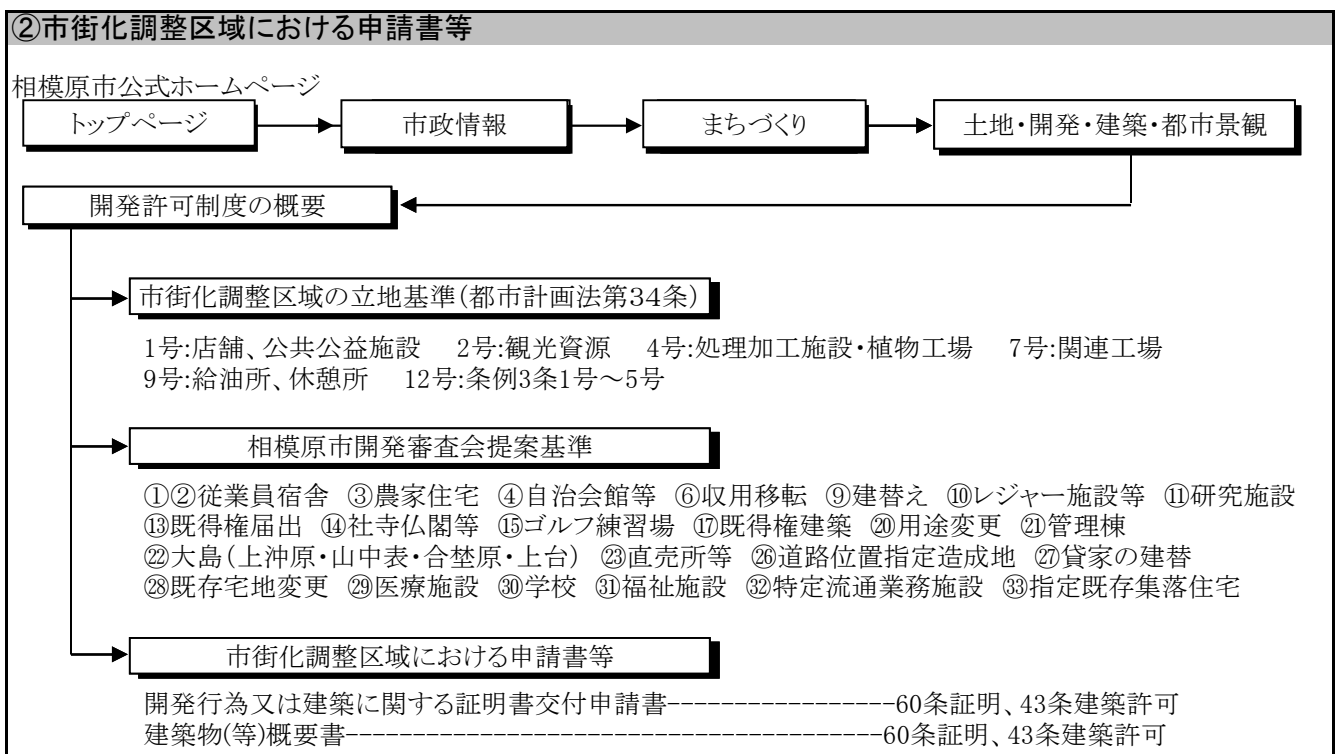 ②市街化調整区域における申請書等
相模原市公式ホームページ
トップページ 市政情報 まちづくり 土地・開発・建築・都市景観
開発許可制度の概要
市街化調整区域の立地基準(都市計画法第34条)
1号:店舗、公共公益施設 2号:観光資源 4号:処理加工施設・植物工場 7号:関連工場
9号:給油所、休憩所 12号:条例3条1号～5号
相模原市開発審査会提案基準
①②従業員宿舎 ③農家住宅 ④自治会館等 ⑥収用移転 ⑨建替え ⑩レジャー施設等 ⑪研究施設
⑬既得権届出 ⑭社寺仏閣等 ⑮ゴルフ練習場 ⑰既得権建築 ⑳用途変更 ㉑管理棟
㉒大島(上沖原・山中表・合埜原・上台) ㉓直売所等 ㉖道路位置指定造成地 ㉗貸家の建替
㉘既存宅地変更 ㉙医療施設 ㉚学校 ㉛福祉施設 ㉜特定流通業務施設 ㉝指定既存集落住宅
市街化調整区域における申請書等
開発行為又は建築に関する証明書交付申請書-----------------60条証明、43条建築許可
建築物(等)概要書----------------------------------------60条証明、43条建築許可